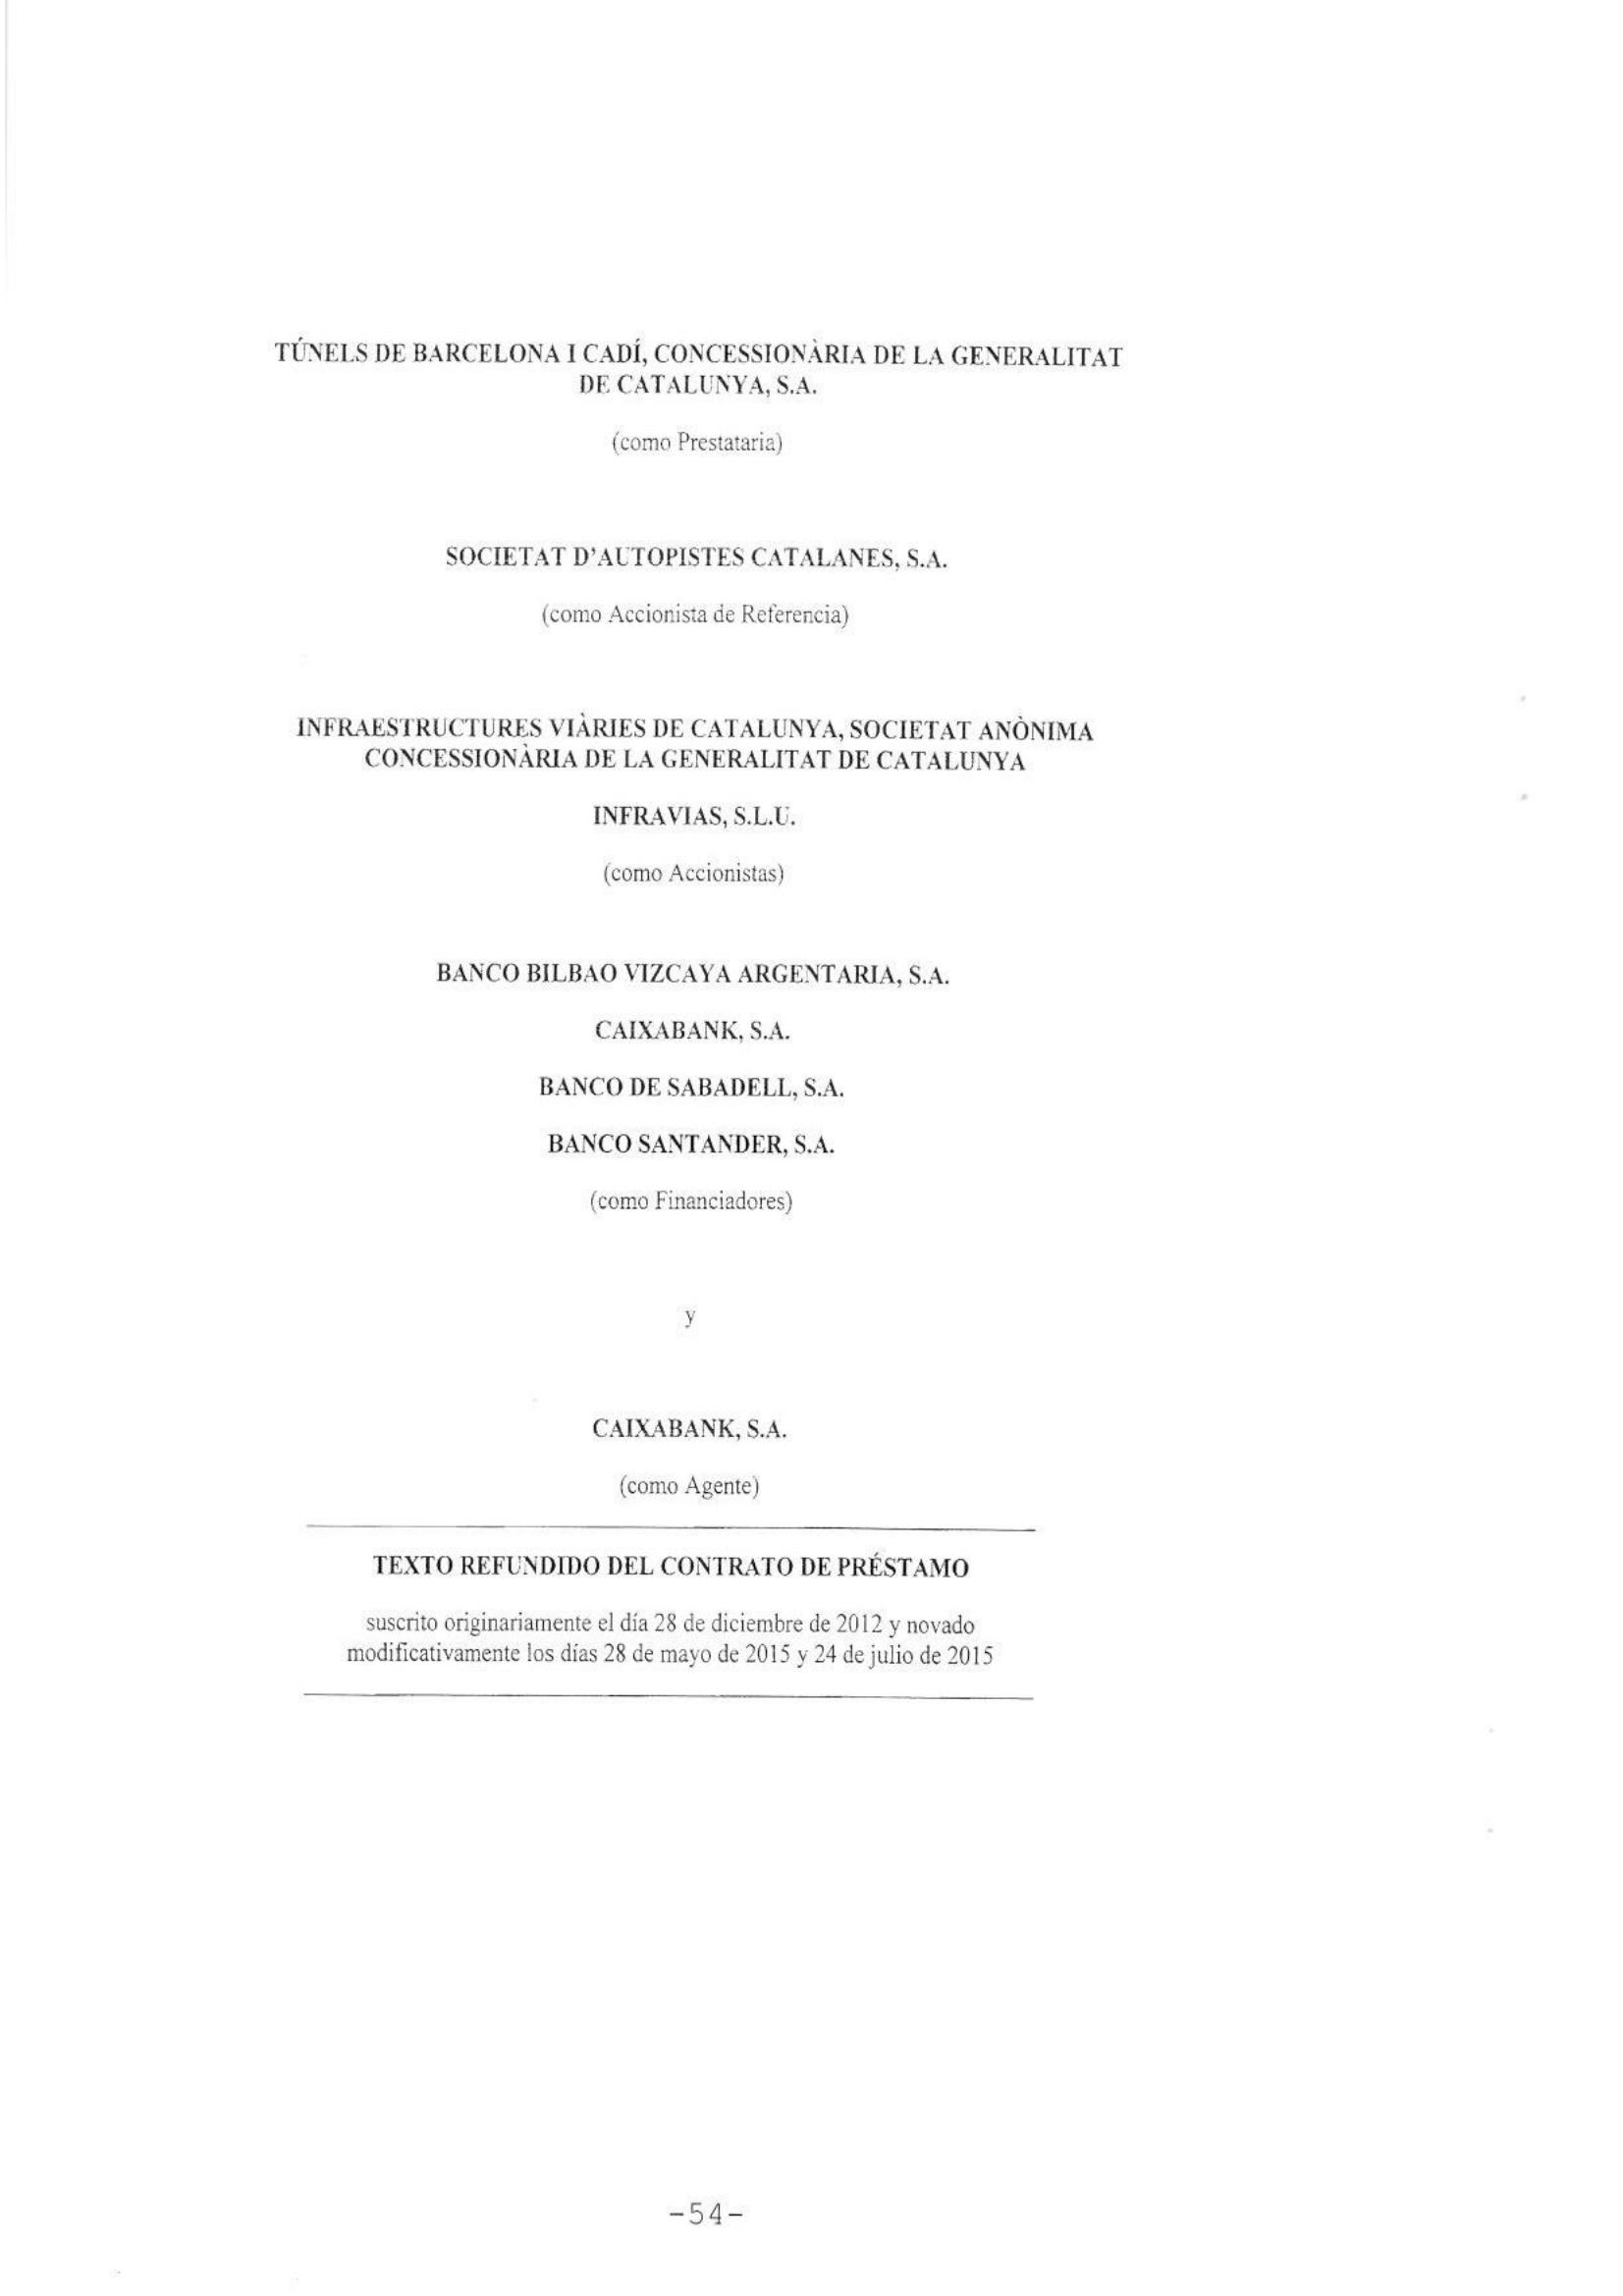 TÚNELS DE BARCELONA I CADÍ, CONCESSIONÀRIA DE LA GENERALITAT
DE CATALUNYA, S.A.
(como Prestataria)
SOCIETAT D'AUTOPISTES CATALANES, S.A.
(como Accionista de Referencia)
INFRAESTRUCTURES VIÀRIES DE CATALUNYA, SOCIETAT ANÒNIMA
CONCESSIONÀRIA DE LA GENERALITAT DE CATALUNYA
INFRAVIAS, S.L.U.
(como Accionistas)
BANCO BILBAO VIZCAYA ARGENTARIA, S.A.
CAIXABANK, S.A.
BANCO DE SABADELL, S.A.
BANCO SANTANDER, S.A.
(como Financiadores)
y
CAIXABANK, S.A.
(como Agente)
TEXTO REFUNDIDO DEL CONTRATO DE PRÉSTAMO
suscrito originariamente el día 28 de diciembre de 2012 y novado
modificativamente los días 28 de mayo de 2015 y 24 de julio de 2015
-54-